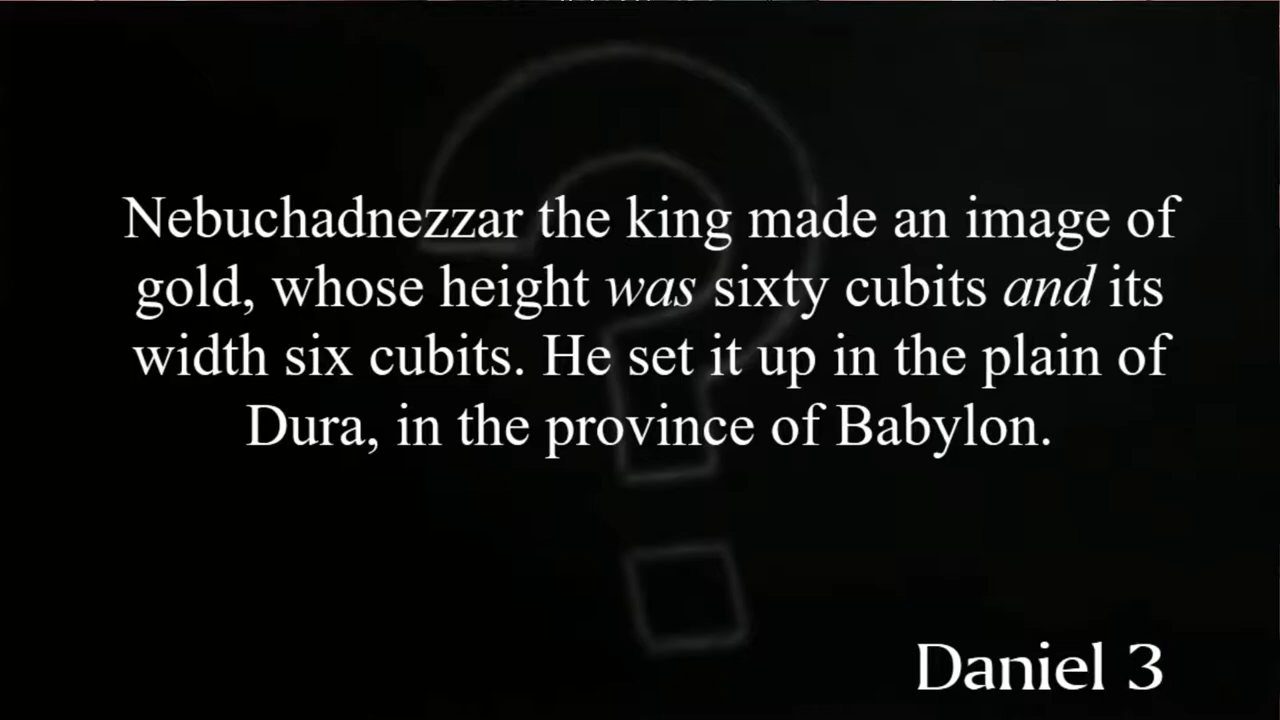 Nebuchadnezzar the king made an image of
gold, whose height was sixty cubits and its
width six cubits. He set it up in the plain of
Dura, in the province of Babylon.
Daniel 3